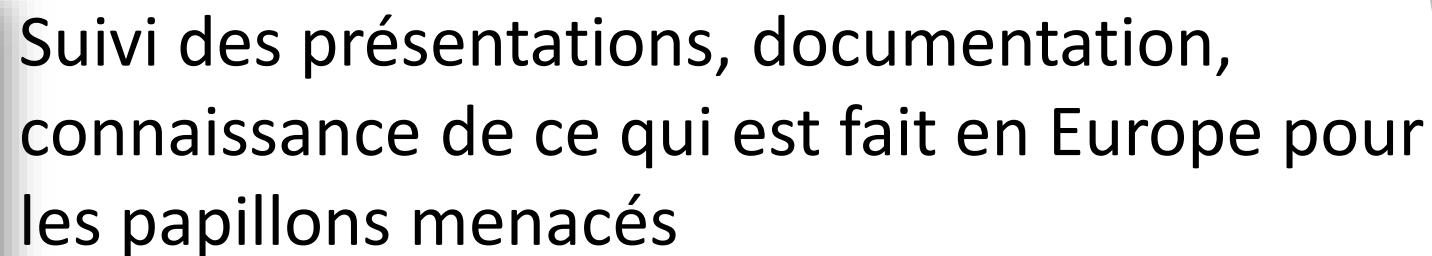 Suivi des présentations, documentation,
connaissance de ce qui est fait en Europe pour
les papillons menacés